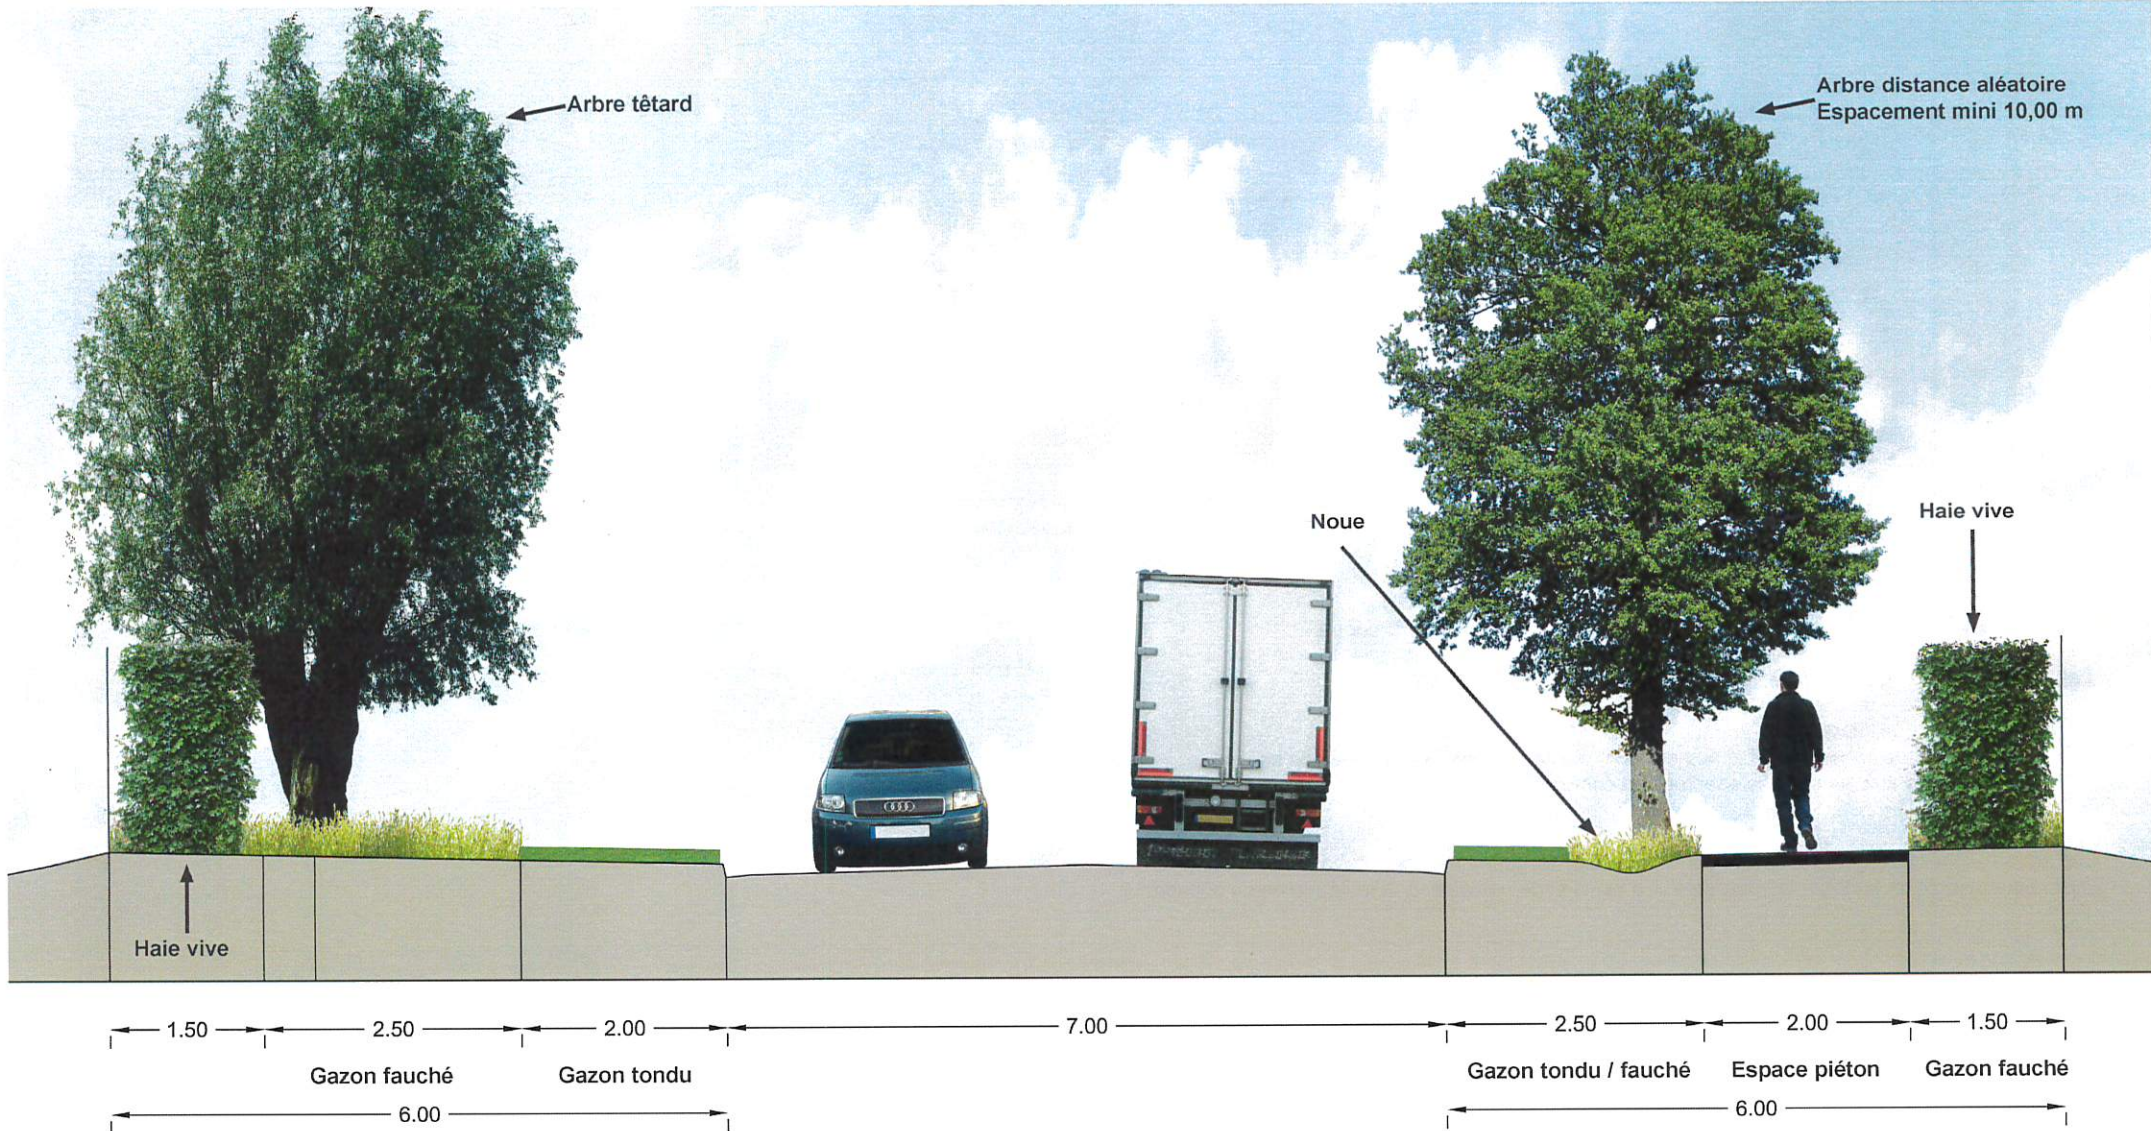 Arbre têtard
Arbre distance aléatoire
Espacement mini 10,00 m
Noue
Haie vive
Haie vive
1.50
2.50
2.00
7.00
2.50
2.00
1.50
Gazon fauché
Gazon tondu
Gazon tondu / fauché
Espace piéton
Gazon fauché
6.00
6.00